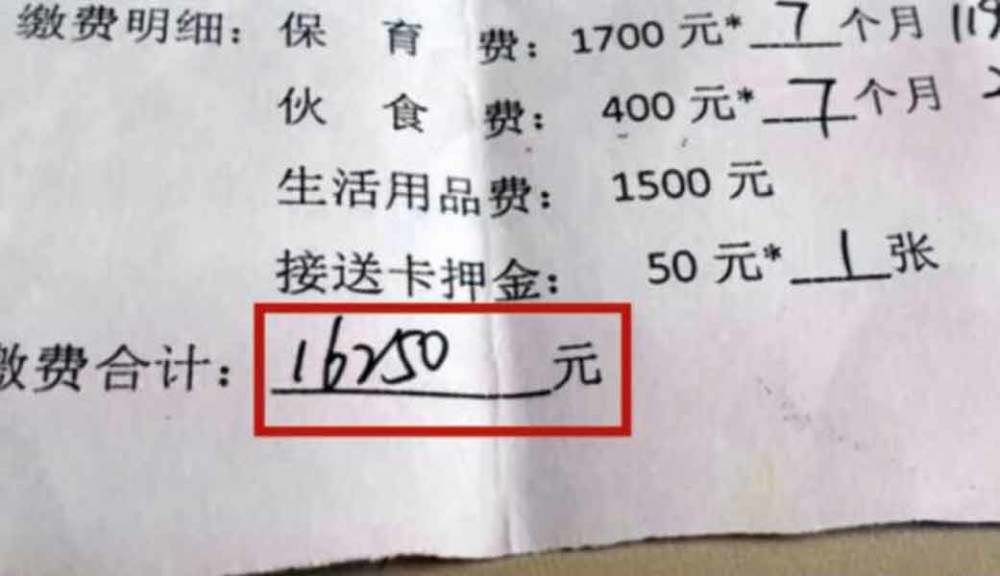 缴费明细：保育费：1700元*7个月 119
伙食费：400元*7个月
生活用品费：1500元
接送卡押金：50元*1张
缴费合计：16250元